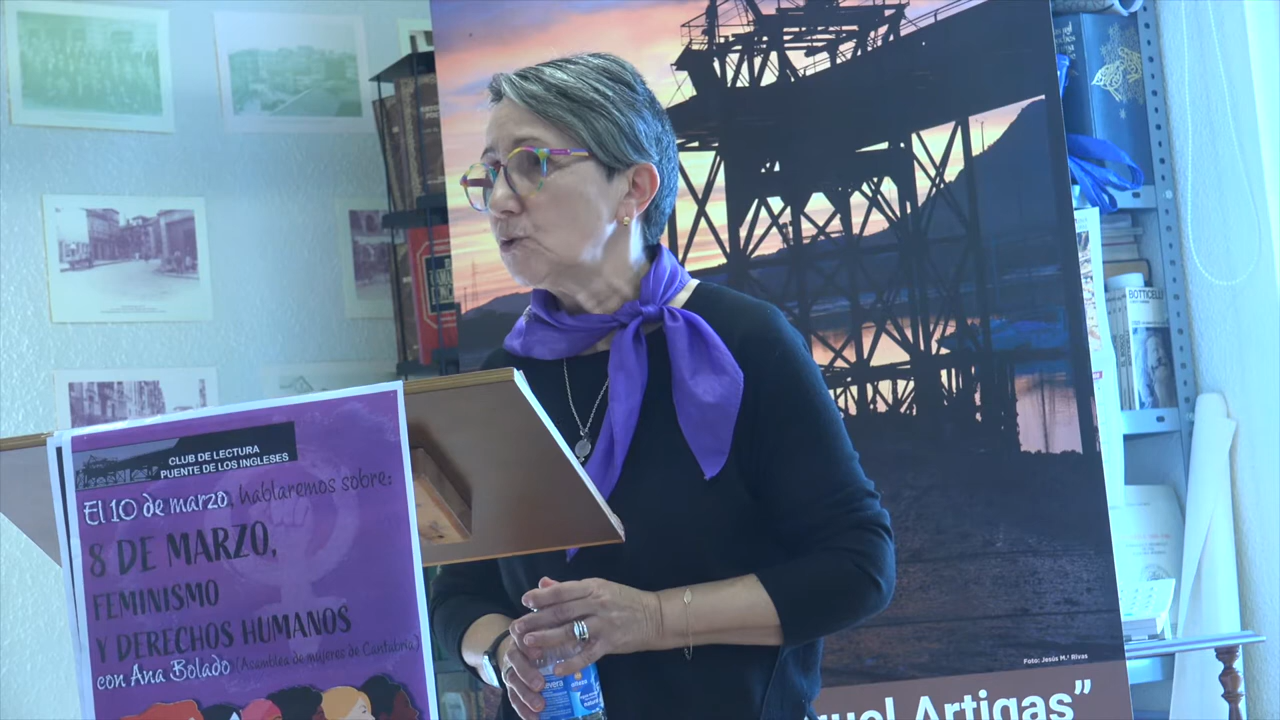 CLUB DE LECTURA
PUENTE DE LOS INGLESES
El 10 de marzo, hablaremos sobre:
8 DE MARZO,
FEMINISMO
Y DERECHOS HUMANOS
con Ana Bolado (Asamblea de mujeres de Cantabria)
BOTTICELLI
Foto: Jesús M.ª Rivas
guel Artigas”